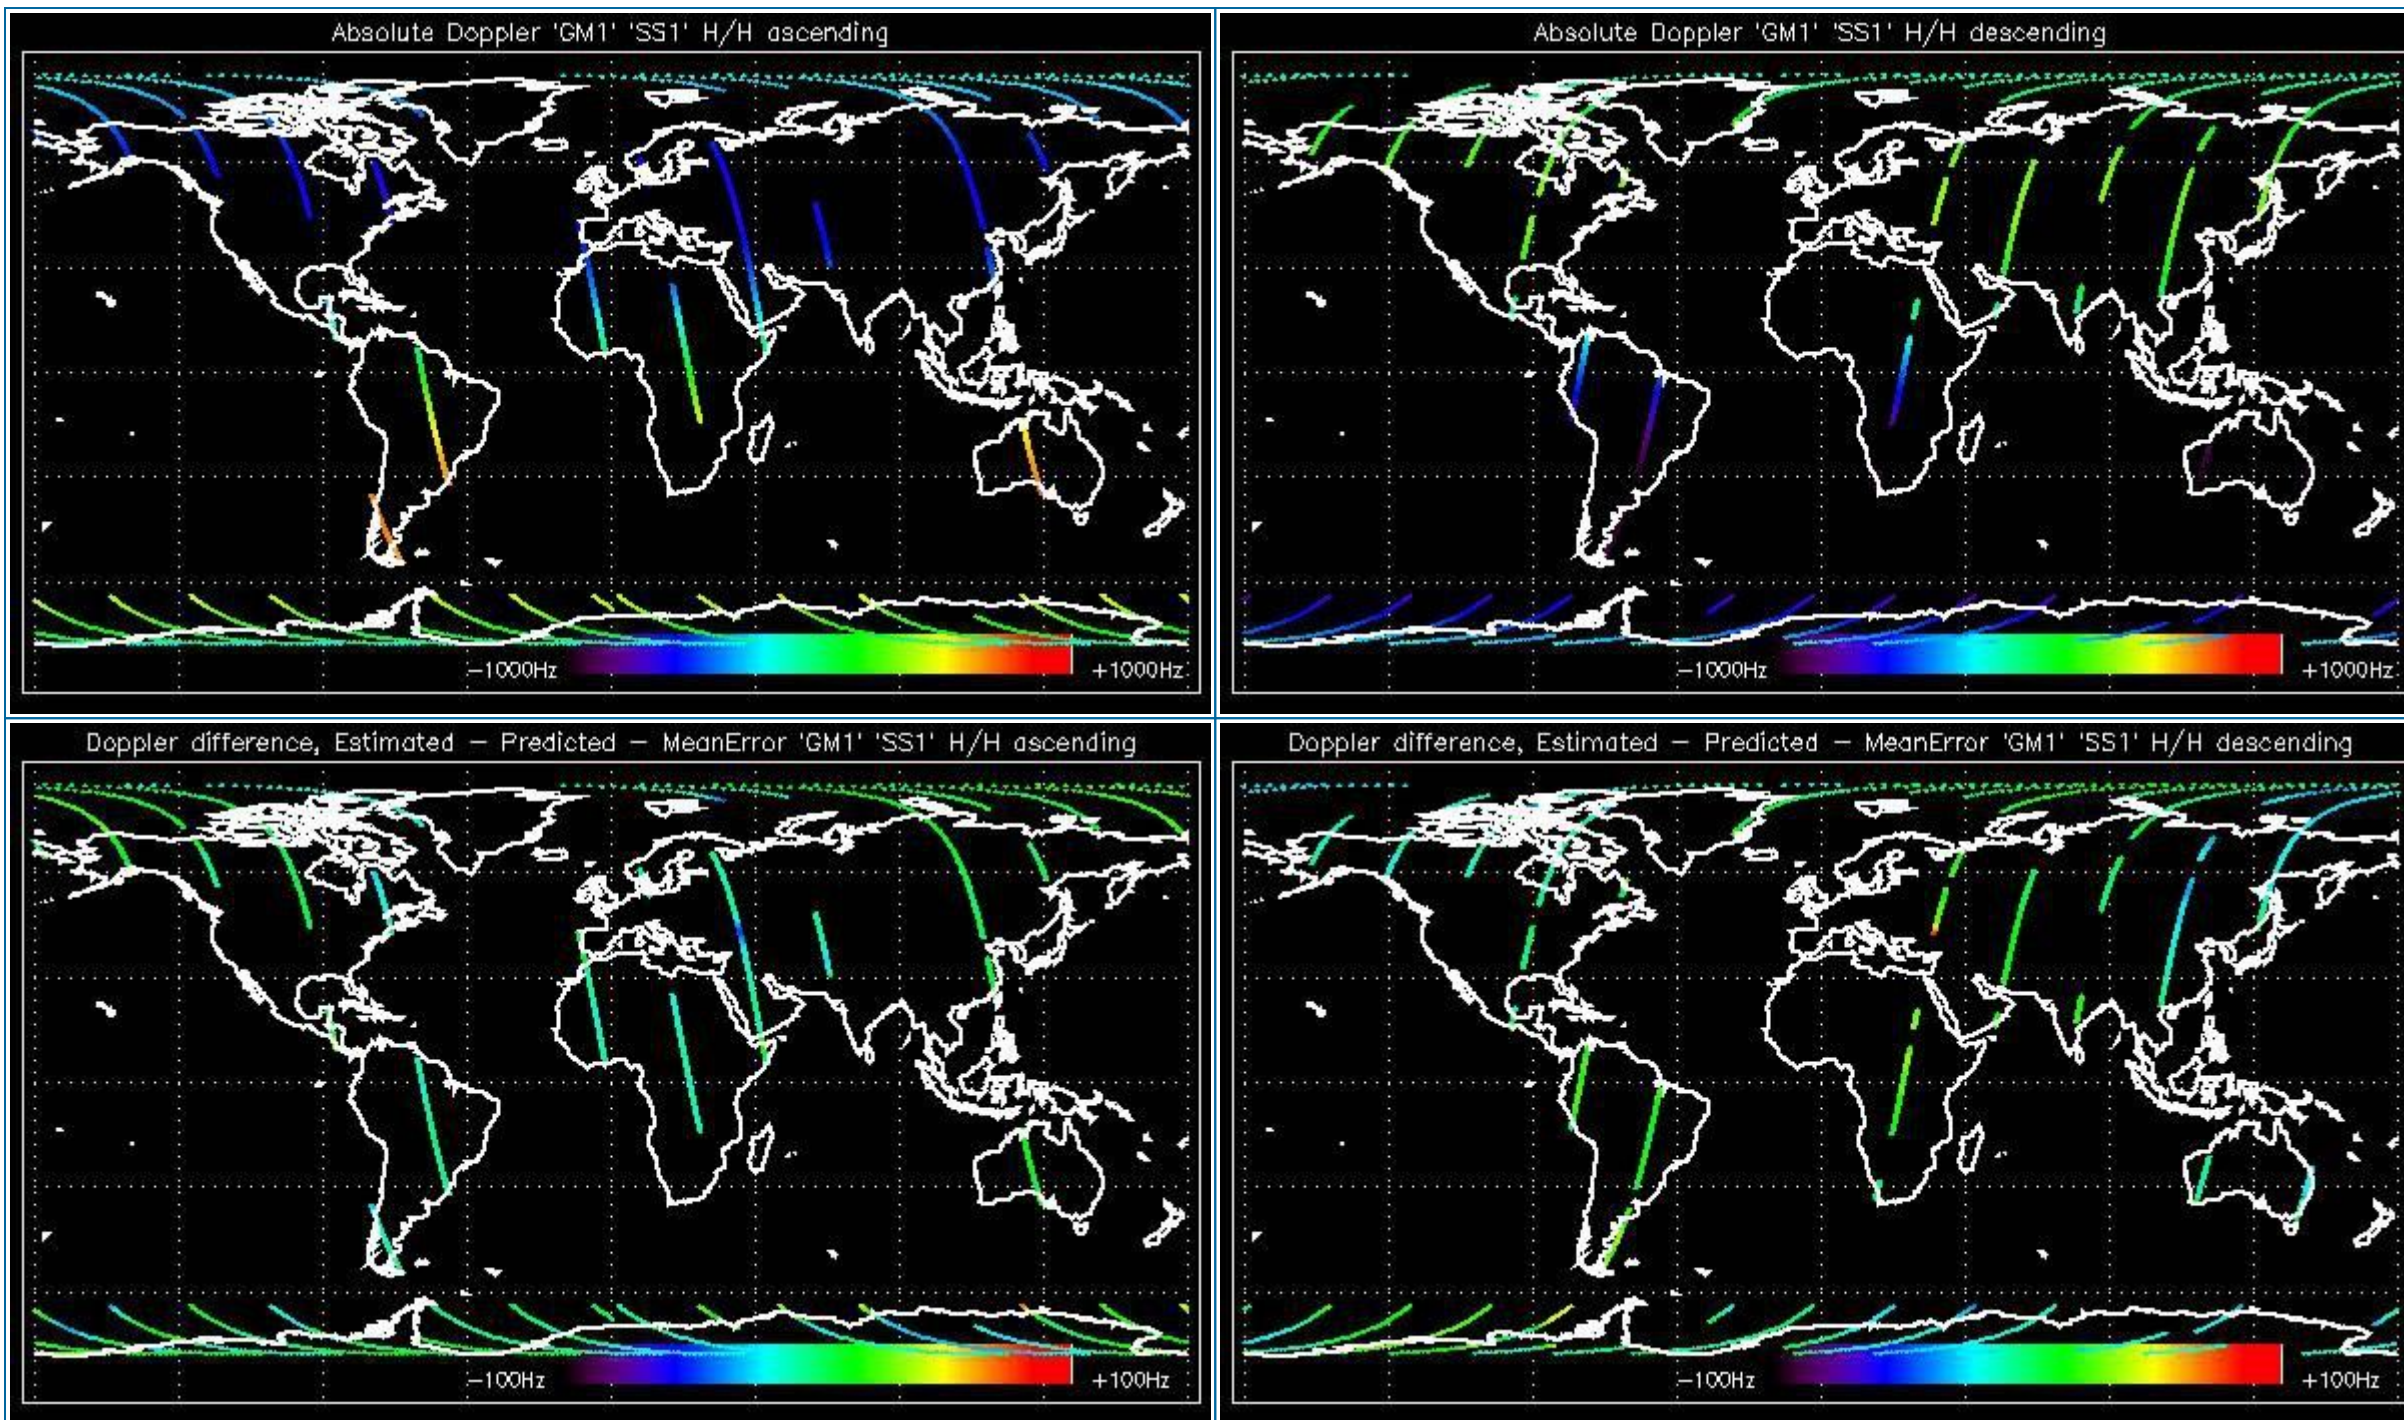 Absolute Doppler 'GM1' 'SS1' H/H ascending
-1000Hz
+1000Hz
Absolute Doppler 'GM1' 'SS1' H/H descending
-1000Hz
+1000Hz
Doppler difference, Estimated - Predicted - MeanError 'GM1' 'SS1' H/H ascending
-100Hz
+100Hz
Doppler difference, Estimated - Predicted - MeanError 'GM1' 'SS1' H/H descending
-100Hz
+100Hz